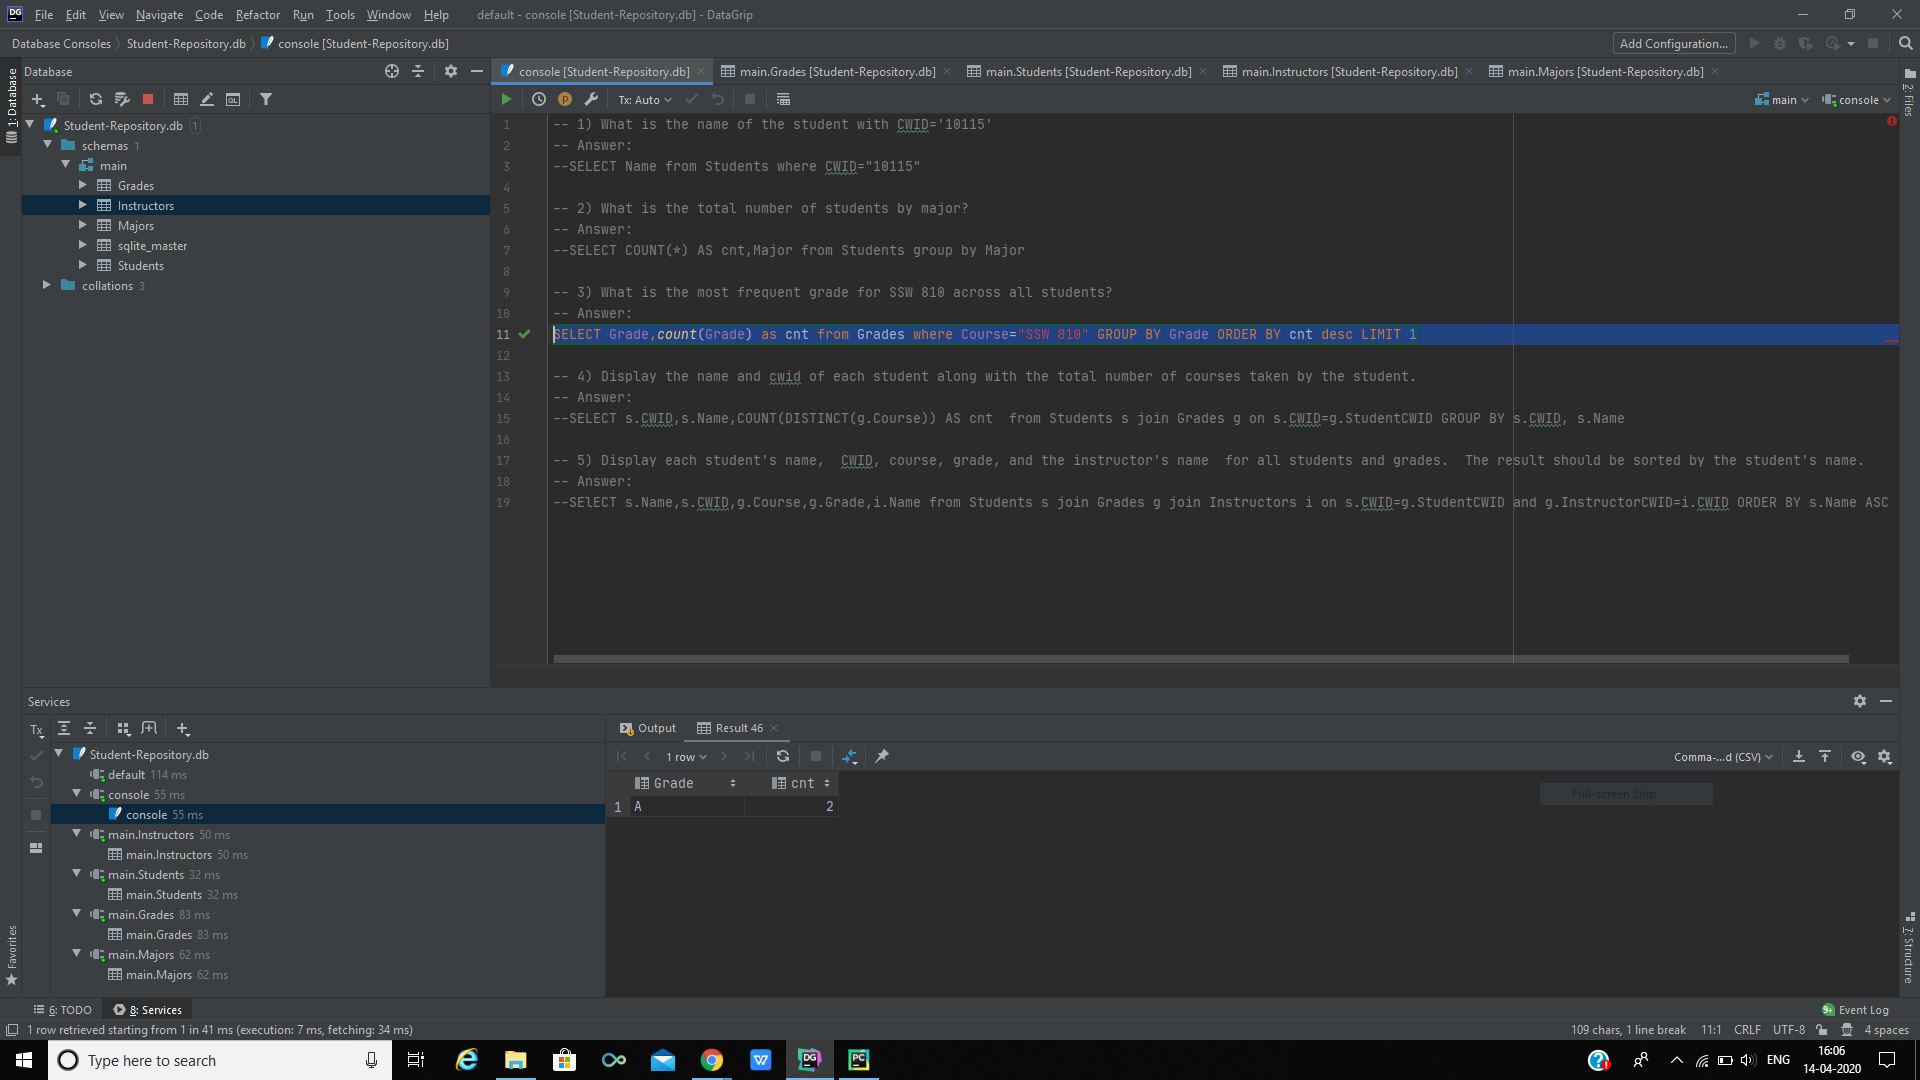 DG File Edit View Navigate Code Refactor Run Tools Window Help default - console [Student-Repository.db] - DataGrip
Database Consoles Student-Repository.db console [Student-Repository.db] Add Configuration...
1: Database
Database
Student-Repository.db 1
schemas 1
main
Grades
Instructors
Majors
sqlite_master
Students
collations 3
console [Student-Repository.db] main.Grades [Student-Repository.db] main.Students [Student-Repository.db] main.Instructors [Student-Repository.db] main.Majors [Student-Repository.db]
Tx: Auto main console
2: Files
1 -- 1) What is the name of the student with CWID='10115'
2 -- Answer:
3 --SELECT Name from Students where CWID="10115"
4
5 -- 2) What is the total number of students by major?
6 -- Answer:
7 --SELECT COUNT(*) AS cnt,Major from Students group by Major
8
9 -- 3) What is the most frequent grade for SSW 810 across all students?
10 -- Answer:
11 SELECT Grade,count(Grade) as cnt from Grades where Course="SSW 810" GROUP BY Grade ORDER BY cnt desc LIMIT 1
12
13 -- 4) Display the name and cwid of each student along with the total number of courses taken by the student.
14 -- Answer:
15 --SELECT s.CWID,s.Name,COUNT(DISTINCT(g.Course)) AS cnt  from Students s join Grades g on s.CWID=g.StudentCWID GROUP BY s.CWID, s.Name
16
17 -- 5) Display each student's name,  CWID, course, grade, and the instructor's name  for all students and grades.  The result should be sorted by the student's name.
18 -- Answer:
19 --SELECT s.Name,s.CWID,g.Course,g.Grade,i.Name from Students s join Grades g join Instructors i on s.CWID=g.StudentCWID and g.InstructorCWID=i.CWID ORDER BY s.Name ASC
Services
Tx
Student-Repository.db
default 114 ms
console 55 ms
console 55 ms
main.Instructors 50 ms
main.Instructors 50 ms
main.Students 32 ms
main.Students 32 ms
main.Grades 83 ms
main.Grades 83 ms
main.Majors 62 ms
main.Majors 62 ms
Output Result 46
1 row Comma-...d (CSV)
Grade cnt
1 A 2
Full-screen Snip
Favorites
7: Structure
6: TODO 8: Services Event Log
1 row retrieved starting from 1 in 41 ms (execution: 7 ms, fetching: 34 ms) 109 chars, 1 line break 11:1 CRLF UTF-8 4 spaces
Type here to search DG PC ENG 16:06
14-04-2020